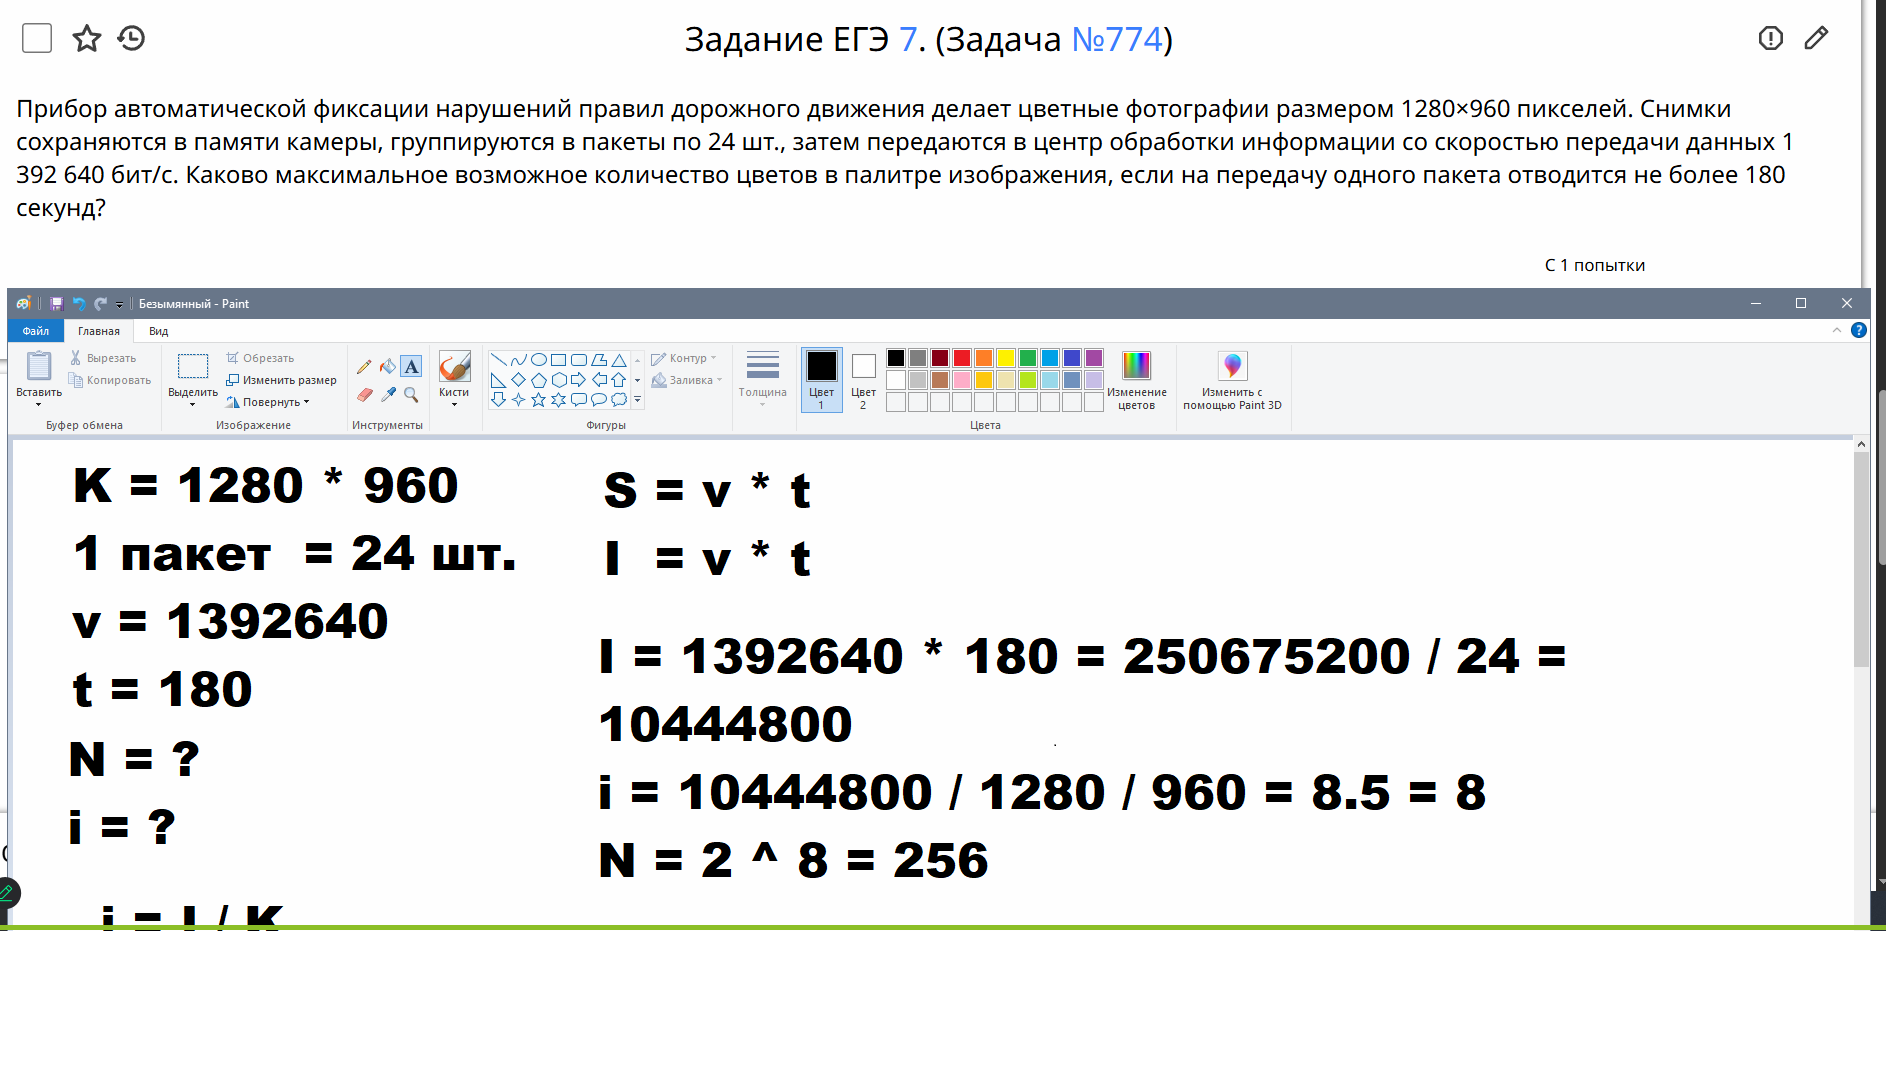 Задание ЕГЭ 7. (Задача №774)
Прибор автоматической фиксации нарушений правил дорожного движения делает цветные фотографии размером 1280×960 пикселей. Снимки
сохраняются в памяти камеры, группируются в пакеты по 24 шт., затем передаются в центр обработки информации со скоростью передачи данных 1
392 640 бит/с. Каково максимальное возможное количество цветов в палитре изображения, если на передачу одного пакета отводится не более 180
секунд?
С 1 попытки
Безымянный - Paint
Файл Главная Вид
Вставить
Вырезать
Копировать
Буфер обмена
Выделить
Обрезать
Изменить размер
Повернуть
Изображение
A
Инструменты
Кисти
Контур
Заливка
Фигуры
Толщина
Цвет
1
Цвет
2
Изменение
цветов
Цвета
Изменить с
помощью Paint 3D
K = 1280 * 960
1 пакет = 24 шт.
v = 1392640
t = 180
N = ?
i = ?
i = I / K
S = v * t
I = v * t
I = 1392640 * 180 = 250675200 / 24 =
10444800
i = 10444800 / 1280 / 960 = 8.5 = 8
N = 2 ^ 8 = 256